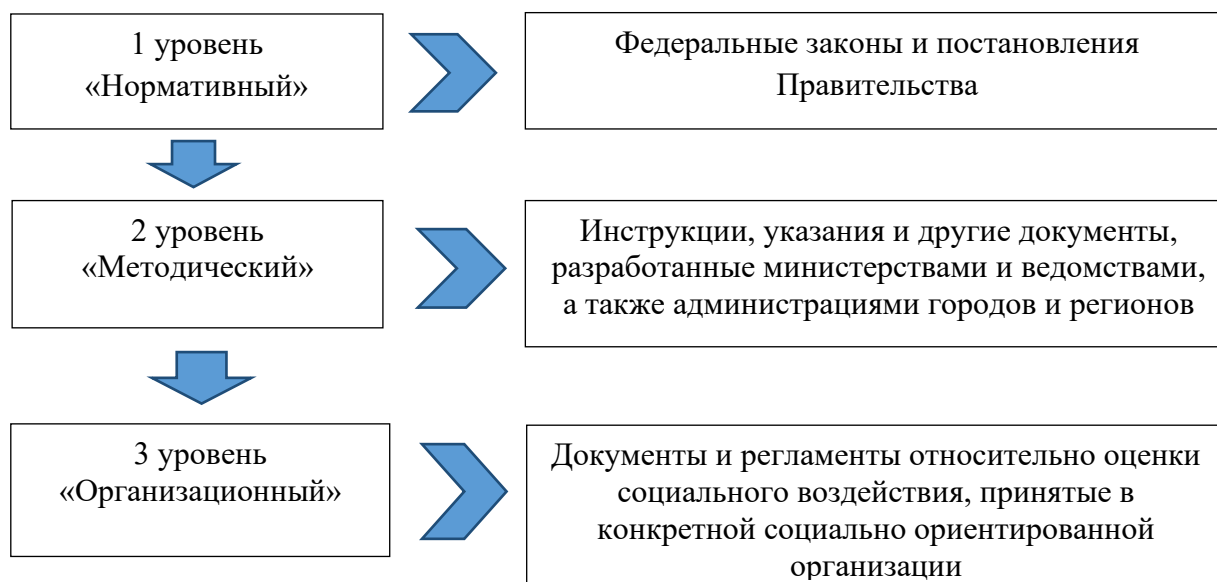 1 уровень
«Нормативный»
Федеральные законы и постановления
Правительства
2 уровень
«Методический»
Инструкции, указания и другие документы,
разработанные министерствами и ведомствами,
а также администрациями городов и регионов
3 уровень
«Организационный»
Документы и регламенты относительно оценки
социального воздействия, принятые в
конкретной социально ориентированной
организации